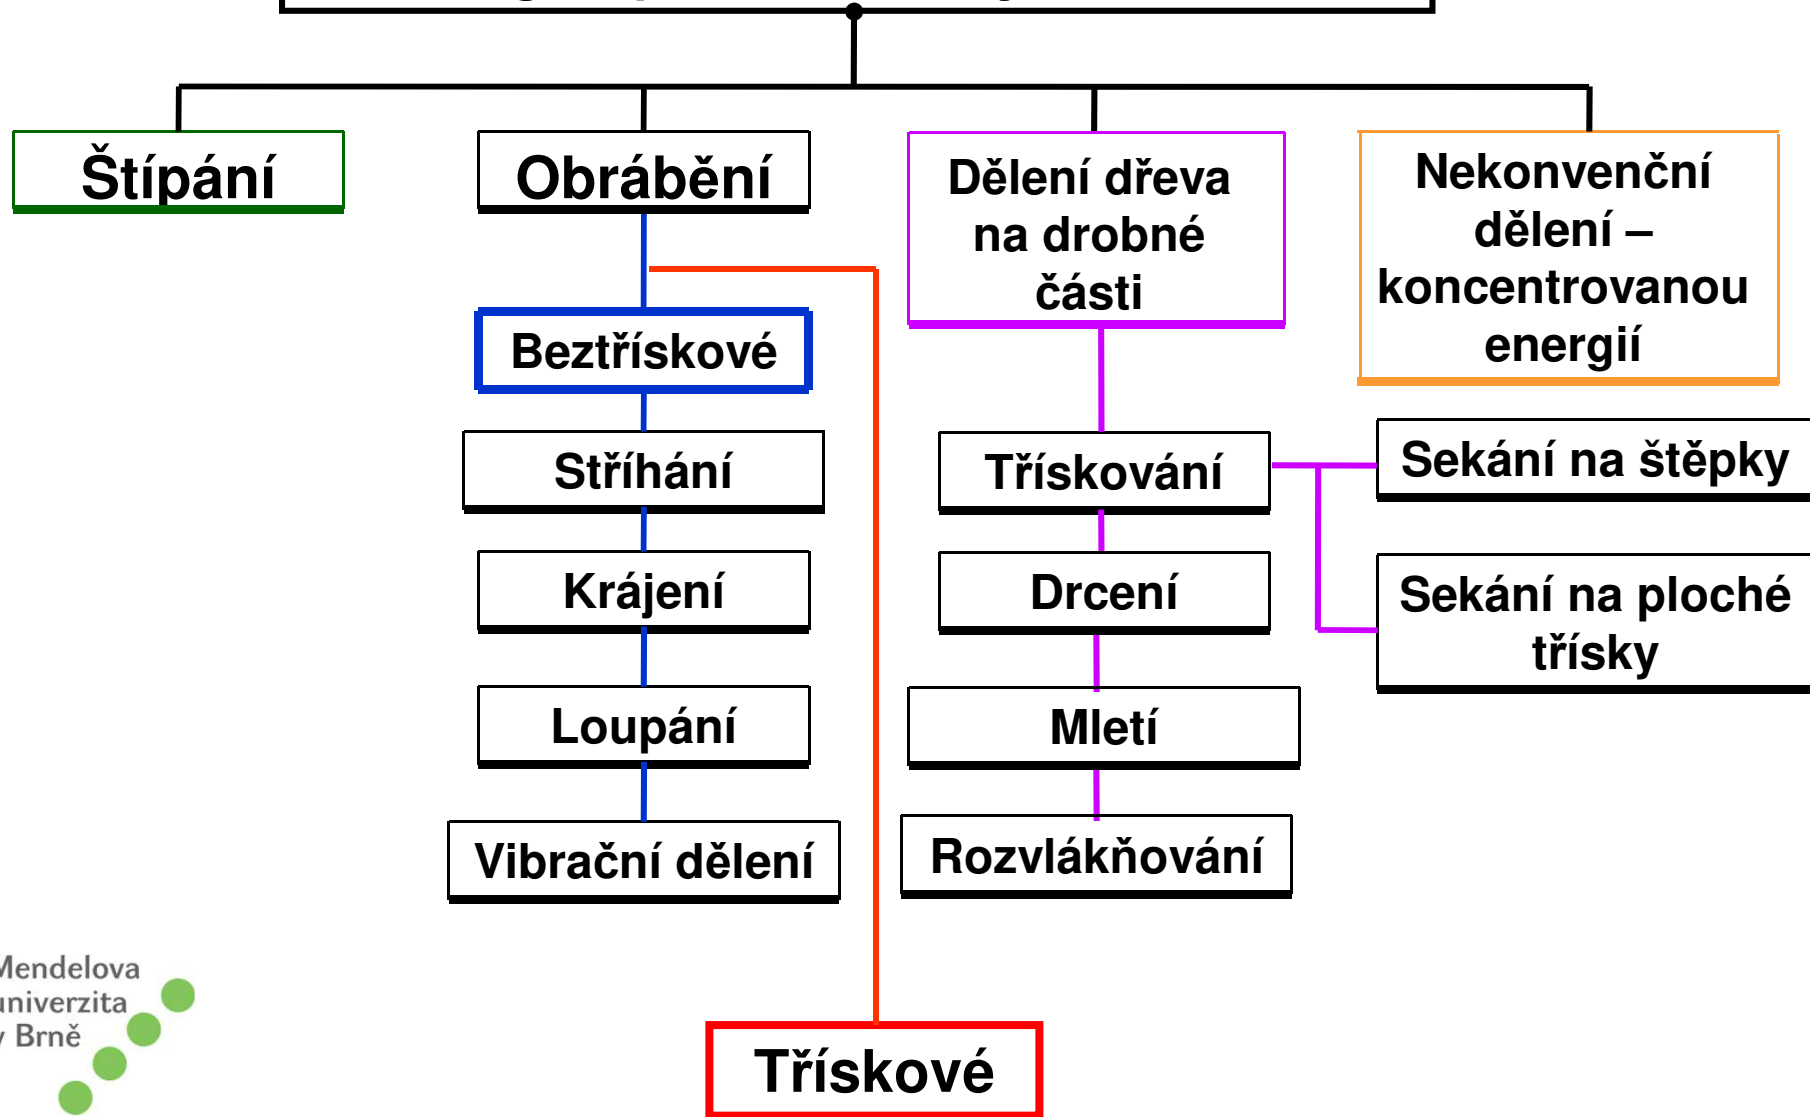 Štípání
Obrábění
Dělení dřeva
na drobné
části
Nekonvenční
dělení –
koncentrovanou
energií
Beztřískové
Stříhání
Krájení
Loupání
Vibrační dělení
Třískování
Drcení
Mletí
Rozvlákňování
Sekání na štěpky
Sekání na ploché
třísky
Třískové
Mendelova
univerzita
v Brně